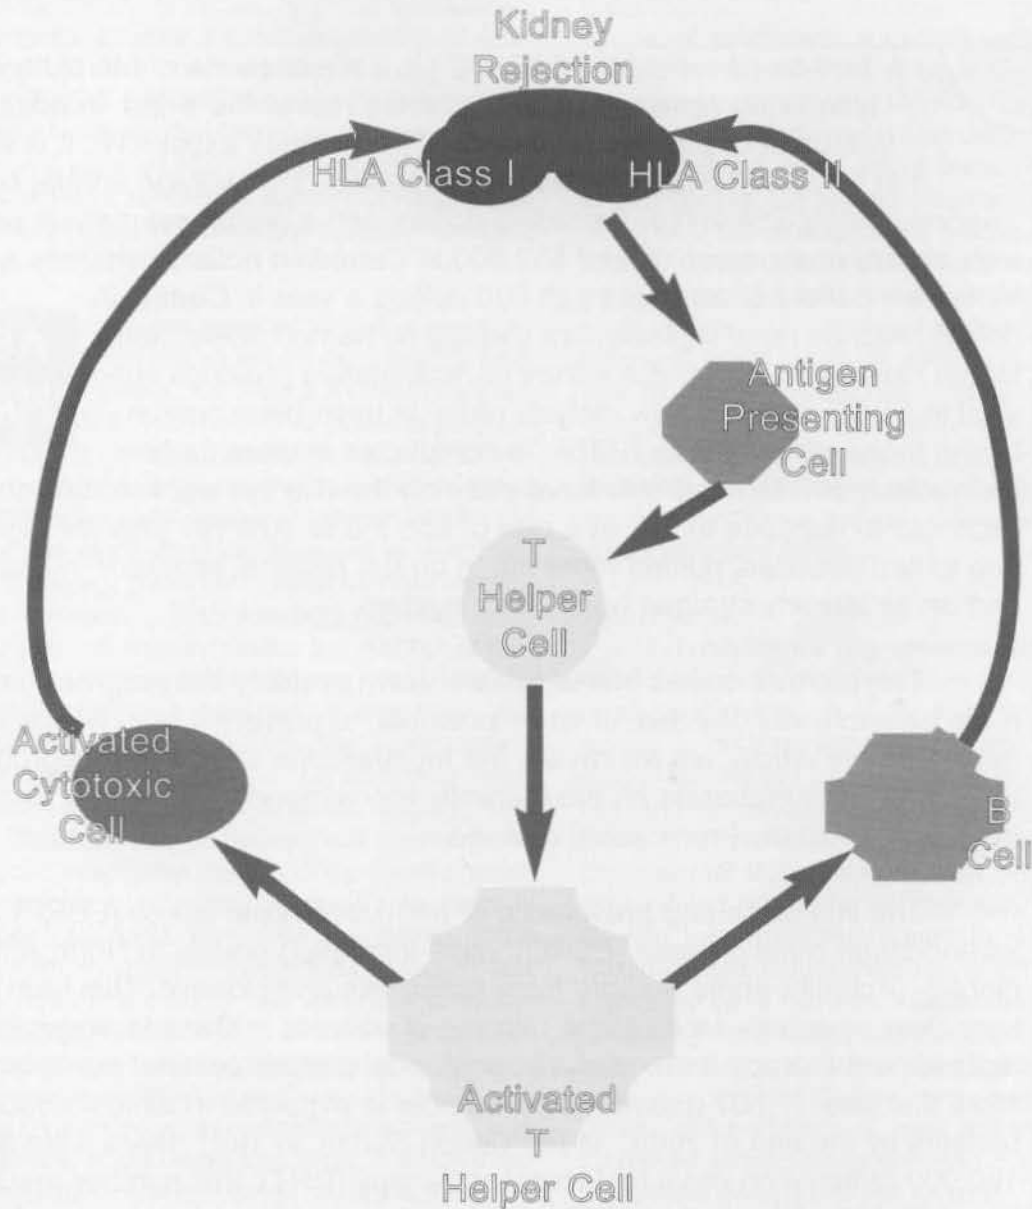 Kidney
Rejection
HLA Class I
HLA Class II
Antigen
Presenting
Cell
T
Helper
Cell
Activated
Cytotoxic
Cell
B
Cell
Activated
T
Helper Cell